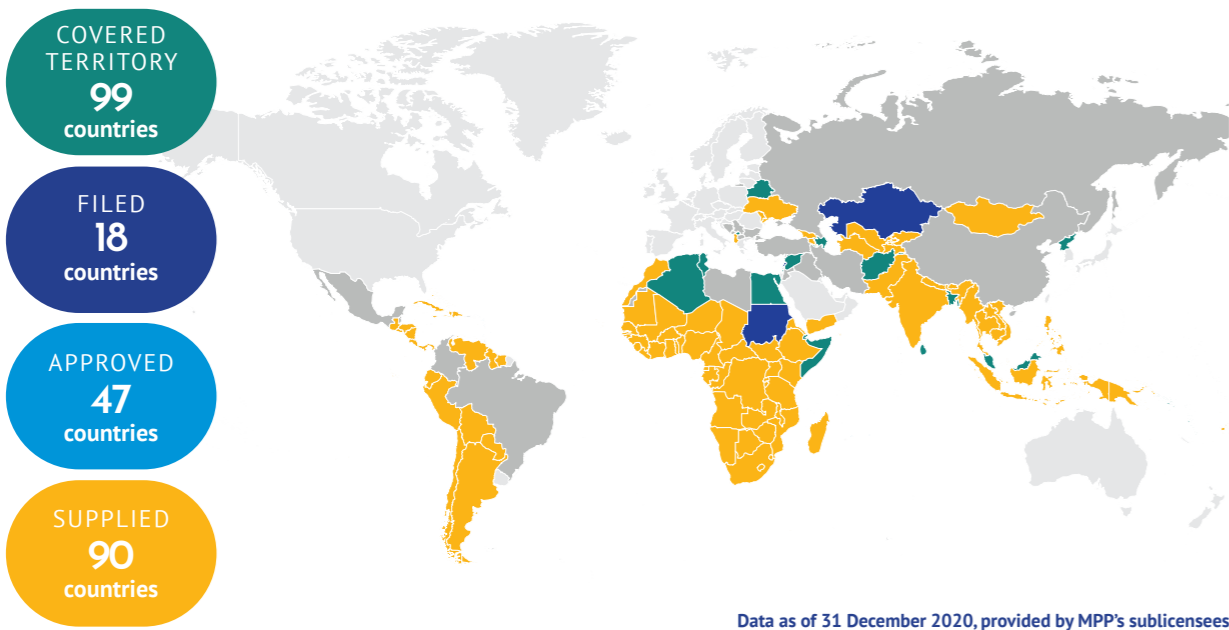 COVERED
TERRITORY
99
countries
FILED
18
countries
APPROVED
47
countries
SUPPLIED
90
countries
Data as of 31 December 2020, provided by MPP's sublicensees